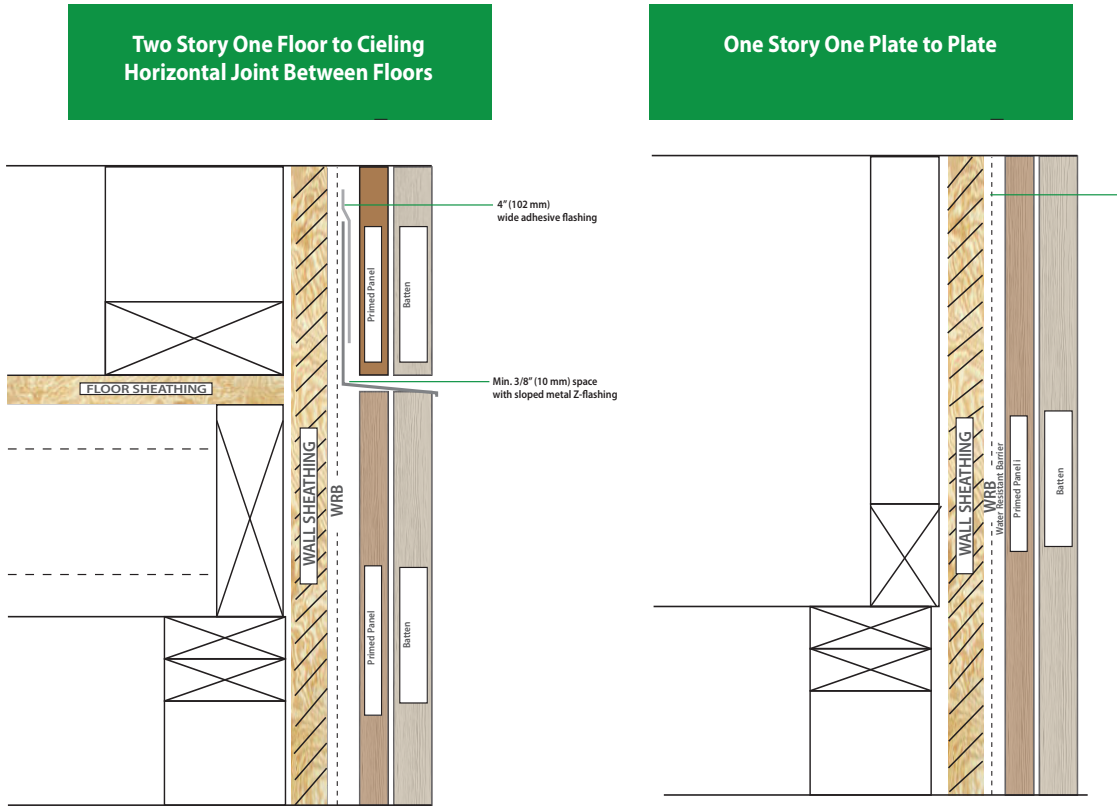 Two Story One Floor to Cieling
Horizontal Joint Between Floors
4” (102 mm)
wide adhesive flashing
Primed Panel
Batten
Min. 3/8” (10 mm) space
with sloped metal Z-flashing
FLOOR SHEATHING
WALL SHEATHING
WRB
Primed Panel
Batten
One Story One Plate to Plate
WALL SHEATHING
WRB
Water Resistant Barrier
Primed Panel i
Batten